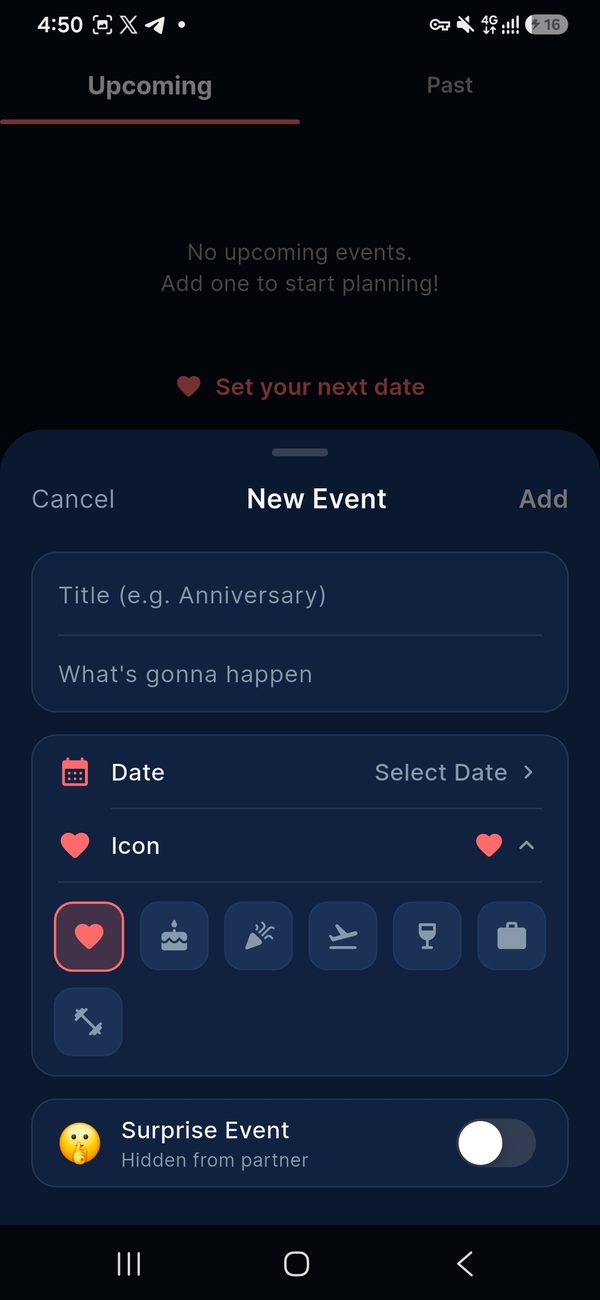 4:50
4G
16
Upcoming
Past
No upcoming events.
Add one to start planning!
Set your next date
Cancel
New Event
Add
Title (e.g. Anniversary)
What's gonna happen
Date
Select Date
Icon
Surprise Event
Hidden from partner